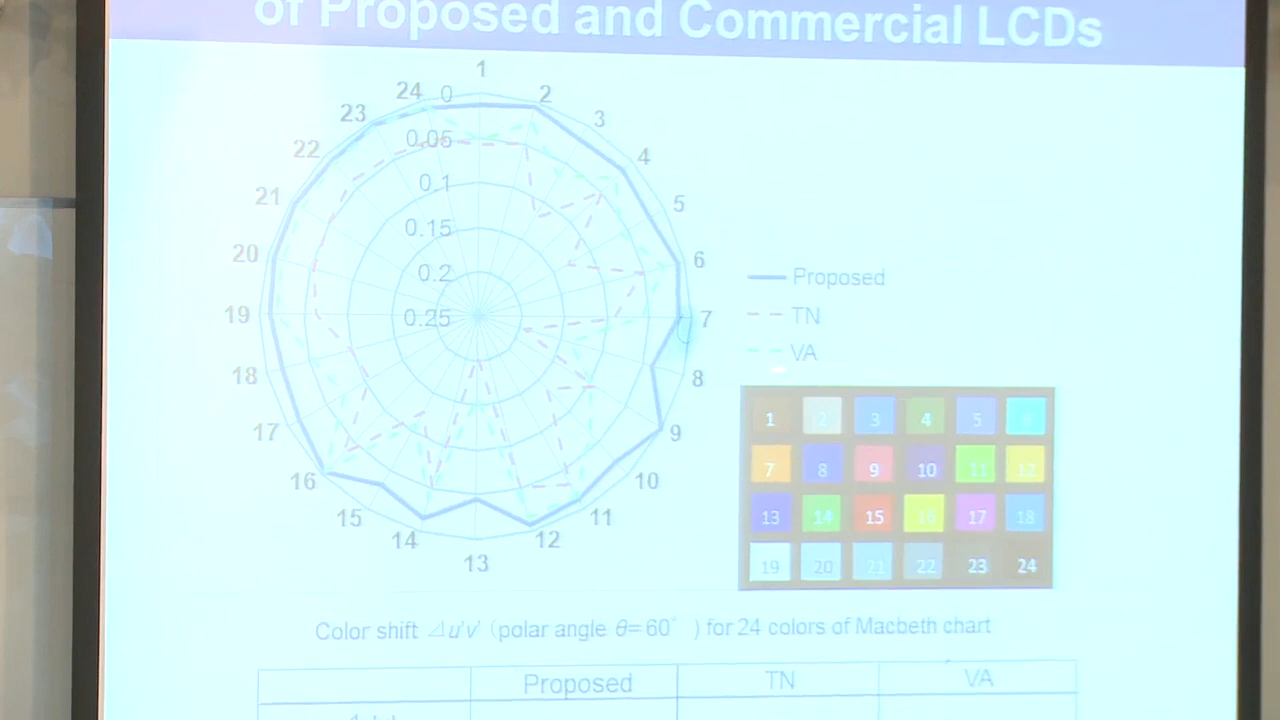 of Proposed and Commercial LCDs
1
24 0 2
23 3
0.05
22 4
0.1
21 5
0.15
20 6
0.2
19 0.25 7
18 8
17 9
16 10
15 11
14 12
13
Proposed
TN
VA
1 2 3 4 5 6
7 8 9 10 11 12
13 14 15 16 17 18
19 20 21 22 23 24
Color shift ⊿u'v' (polar angle θ=60° ) for 24 colors of Macbeth chart
Proposed TN VA